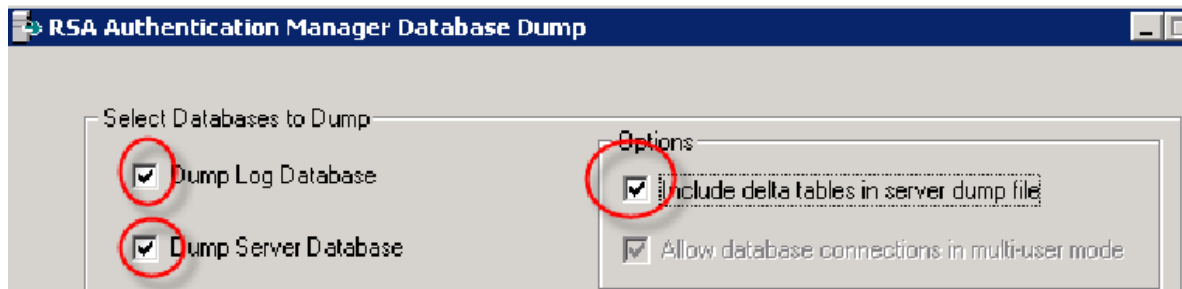 RSA Authentication Manager Database Dump
Select Databases to Dump
Options
Dump Log Database
Include delta tables in server dump file
Dump Server Database
Allow database connections in multi-user mode